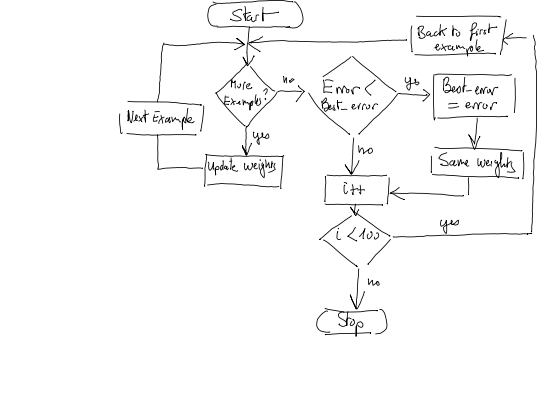 Start
Back to first
example
More
Examples?
no
Error <
Best_error
yes
Best_error
= error
Next Example
yes
Update weights
no
Save weights
i++
i < 100
yes
no
Stop